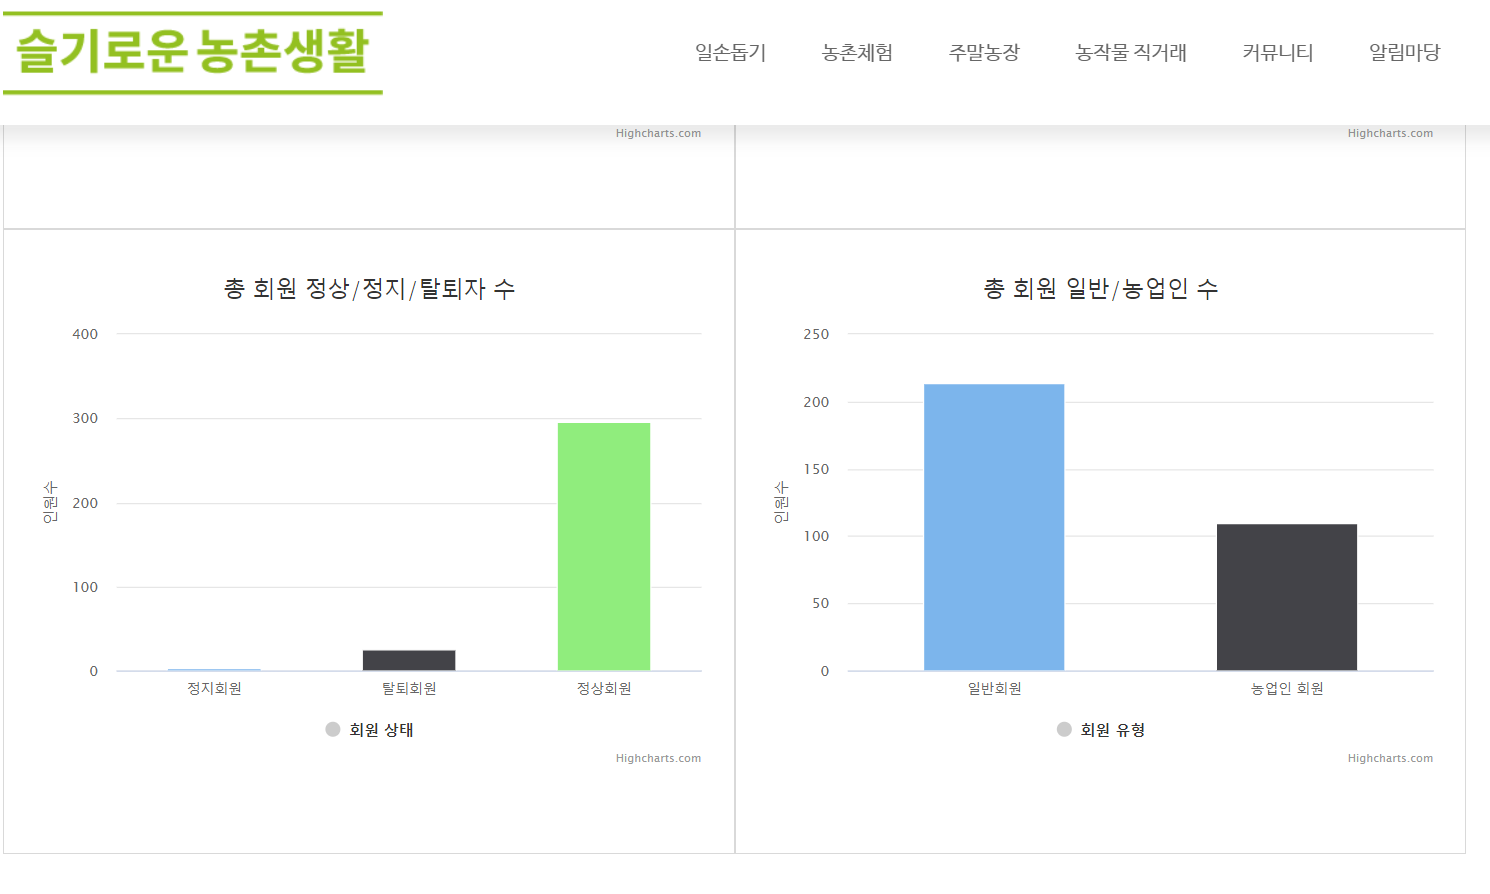 슬기로운 농촌생활
일손돕기 농촌체험 주말농장 농작물 직거래 커뮤니티 알림마당
Highcharts.com
Highcharts.com
총 회원 정상/정지/탈퇴자 수
400
300
200
100
0
인원수
정지회원 탈퇴회원 정상회원
회원 상태
Highcharts.com
총 회원 일반/농업인 수
250
200
150
100
50
0
인원수
일반회원 농업인 회원
회원 유형
Highcharts.com